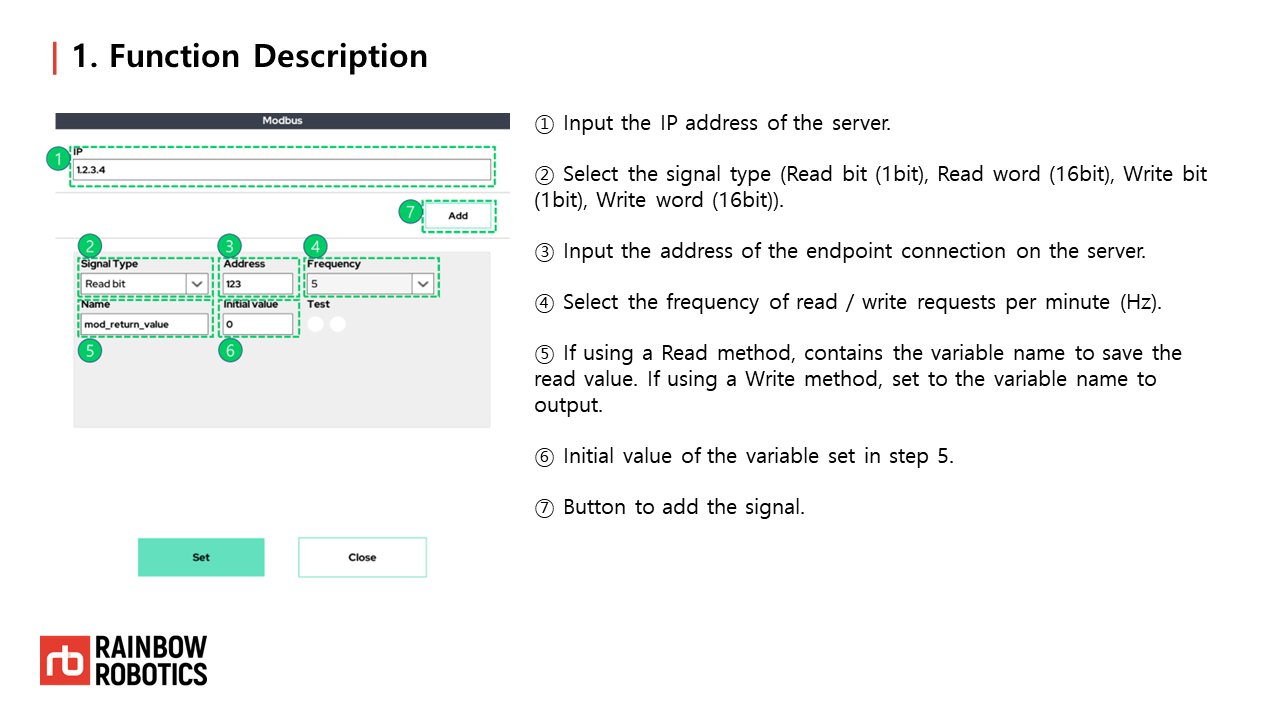 1. Function Description
Modbus
1
IP
1.2.3.4
7
Add
2
3
4
Signal Type
Address
Frequency
Read bit
123
5
Name
Initial value
Test
mod_return_value
0
5
6
Set
Close
① Input the IP address of the server.
② Select the signal type (Read bit (1bit), Read word (16bit), Write bit
(1bit), Write word (16bit)).
③ Input the address of the endpoint connection on the server.
④ Select the frequency of read / write requests per minute (Hz).
⑤ If using a Read method, contains the variable name to save the
read value. If using a Write method, set to the variable name to
output.
⑥ Initial value of the variable set in step 5.
⑦ Button to add the signal.
rb
RAINBOW
ROBOTICS